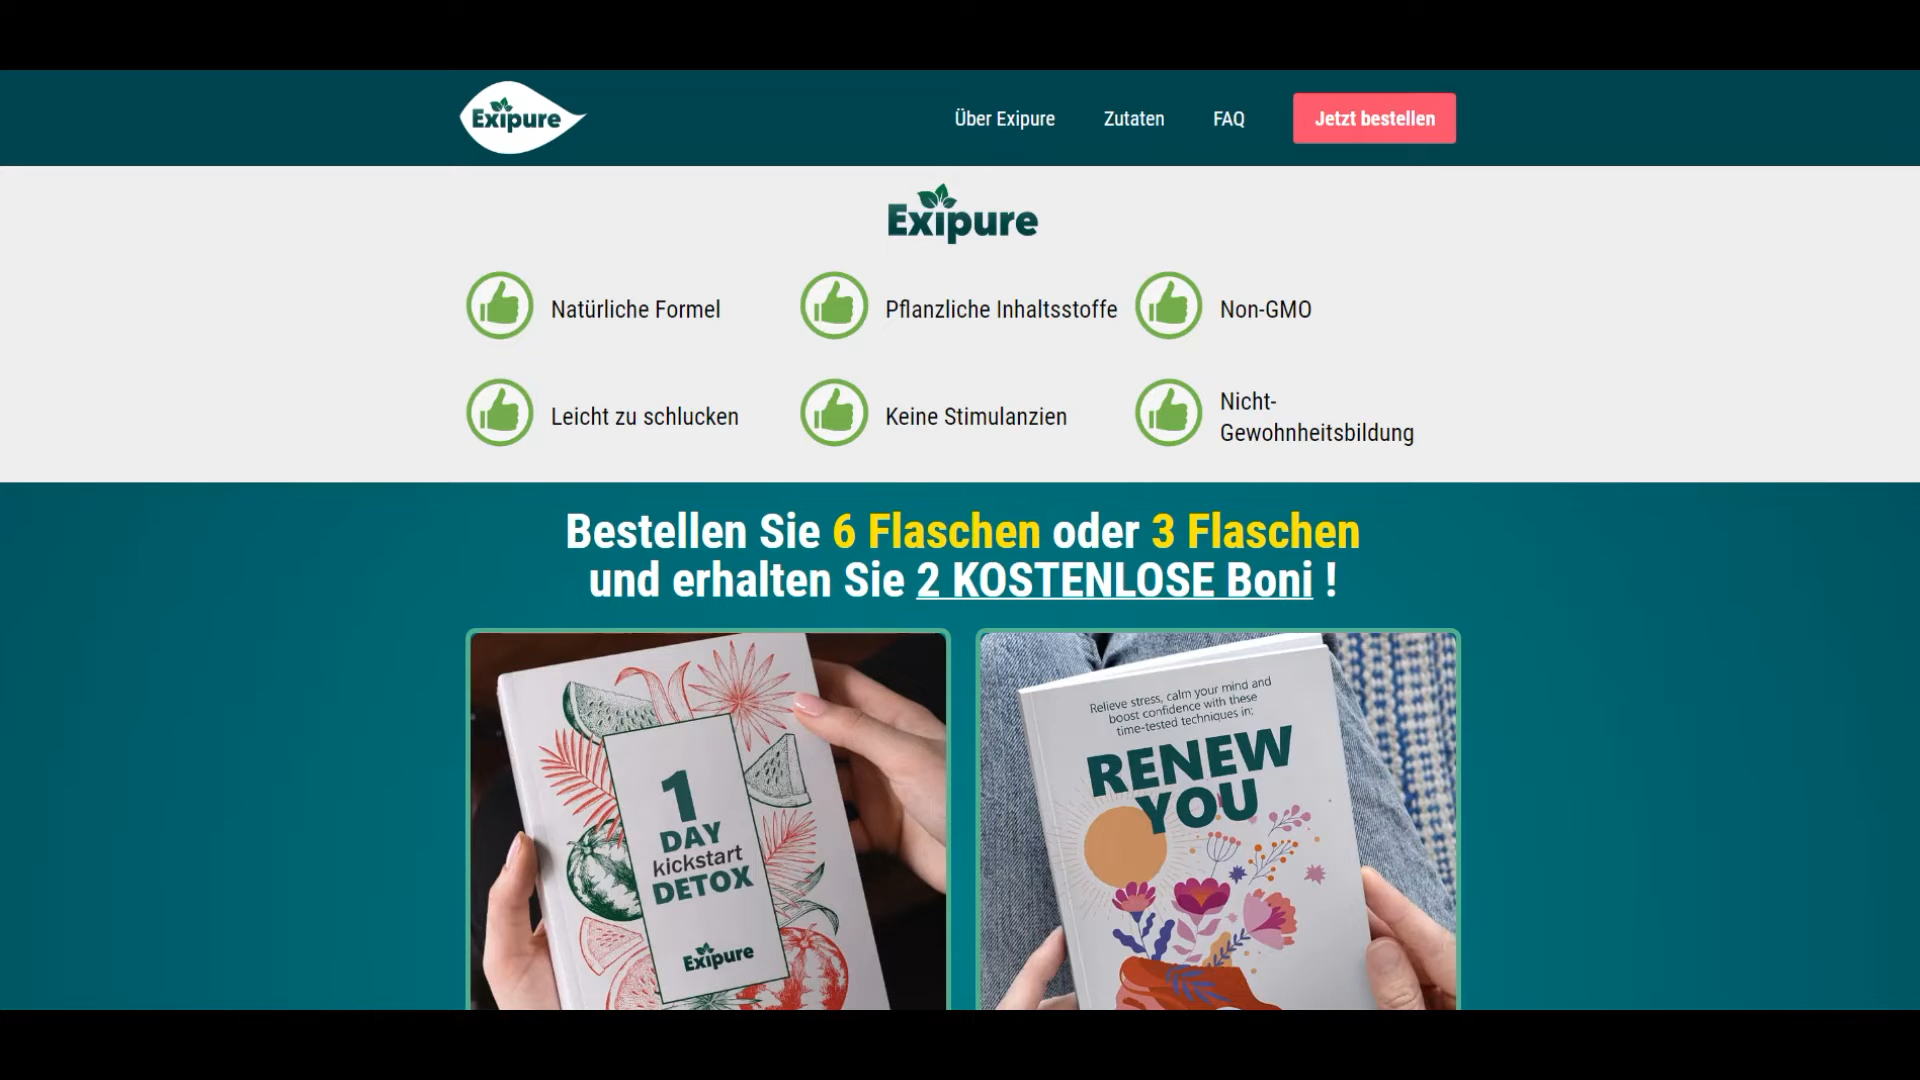 Exipure
Über Exipure
Zutaten
FAQ
Jetzt bestellen
Exipure
Natürliche Formel
Pflanzliche Inhaltsstoffe
Non-GMO
Leicht zu schlucken
Keine Stimulanzien
Nicht-
Gewohnheitsbildung
Bestellen Sie 6 Flaschen oder 3 Flaschen
und erhalten Sie 2 KOSTENLOSE Boni !
1
DAY
kickstart
DETOX
Exipure
Relieve stress, calm your mind and
boost confidence with these
time-tested techniques in:
RENEW
YOU